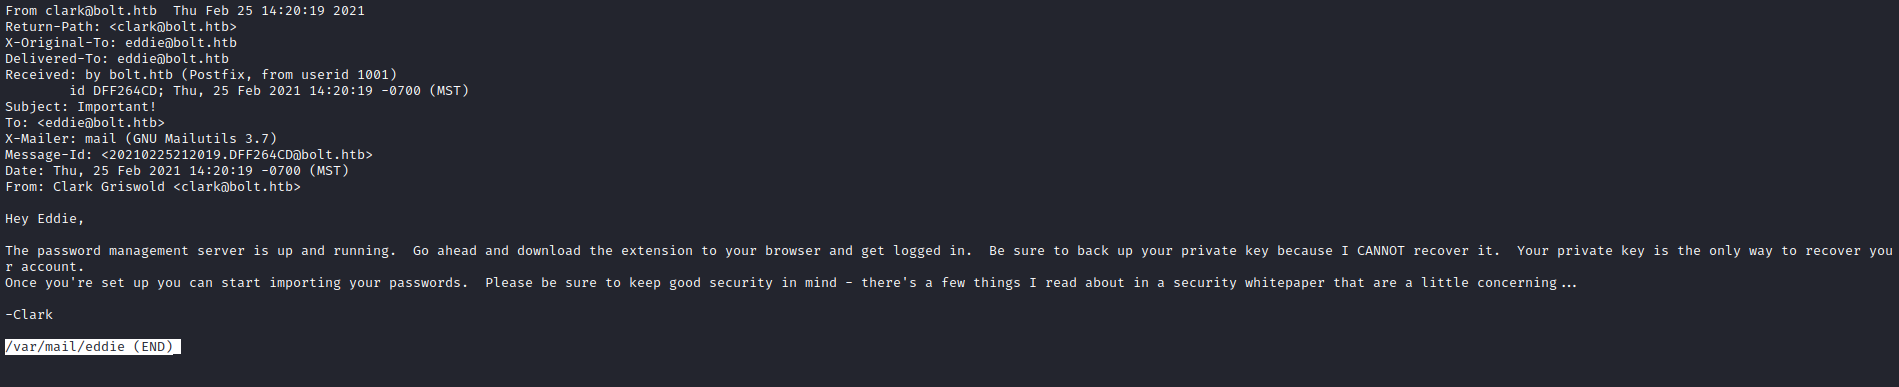 From clark@bolt.htb  Thu Feb 25 14:20:19 2021
Return-Path: <clark@bolt.htb>
X-Original-To: eddie@bolt.htb
Delivered-To: eddie@bolt.htb
Received: by bolt.htb (Postfix, from userid 1001)
        id DFF264CD; Thu, 25 Feb 2021 14:20:19 -0700 (MST)
Subject: Important!
To: <eddie@bolt.htb>
X-Mailer: mail (GNU Mailutils 3.7)
Message-Id: <20210225212019.DFF264CD@bolt.htb>
Date: Thu, 25 Feb 2021 14:20:19 -0700 (MST)
From: Clark Griswold <clark@bolt.htb>

Hey Eddie,

The password management server is up and running.  Go ahead and download the extension to your browser and get logged in.  Be sure to back up your private key because I CANNOT recover it.  Your private key is the only way to recover you
r account.
Once you're set up you can start importing your passwords.  Please be sure to keep good security in mind - there's a few things I read about in a security whitepaper that are a little concerning...

-Clark

/var/mail/eddie (END)